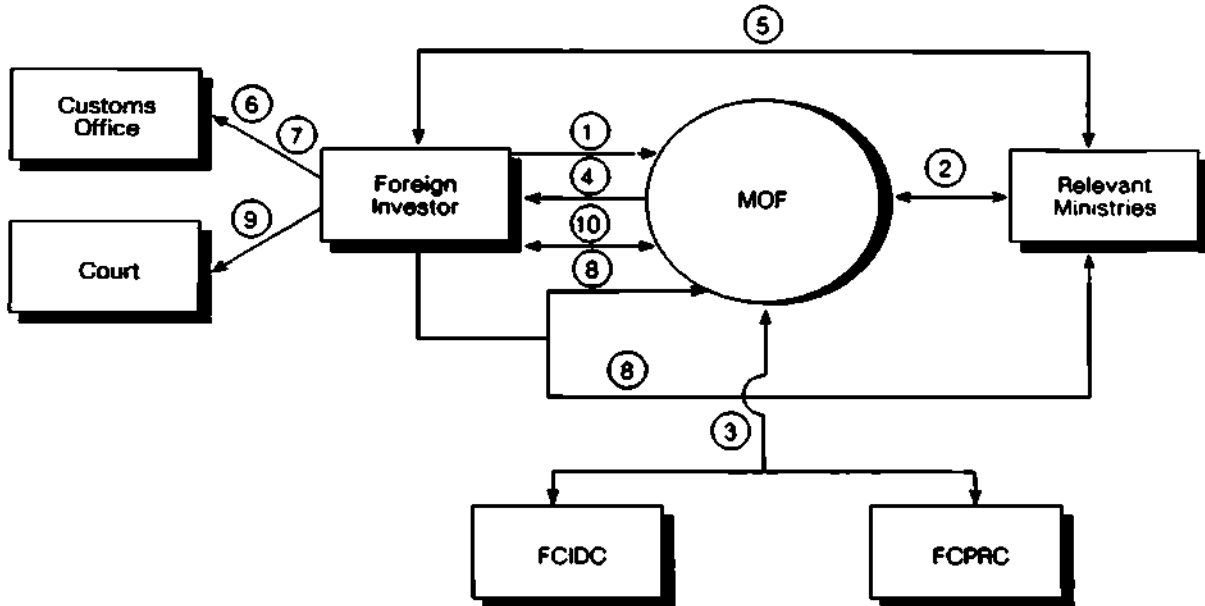 ⑤
Customs
Office
⑥
⑦
①
Foreign
Investor
④
MOF
②
Relevant
Ministries
⑨
⑩
Court
⑧
⑧
③
FCIDC
FCPRC